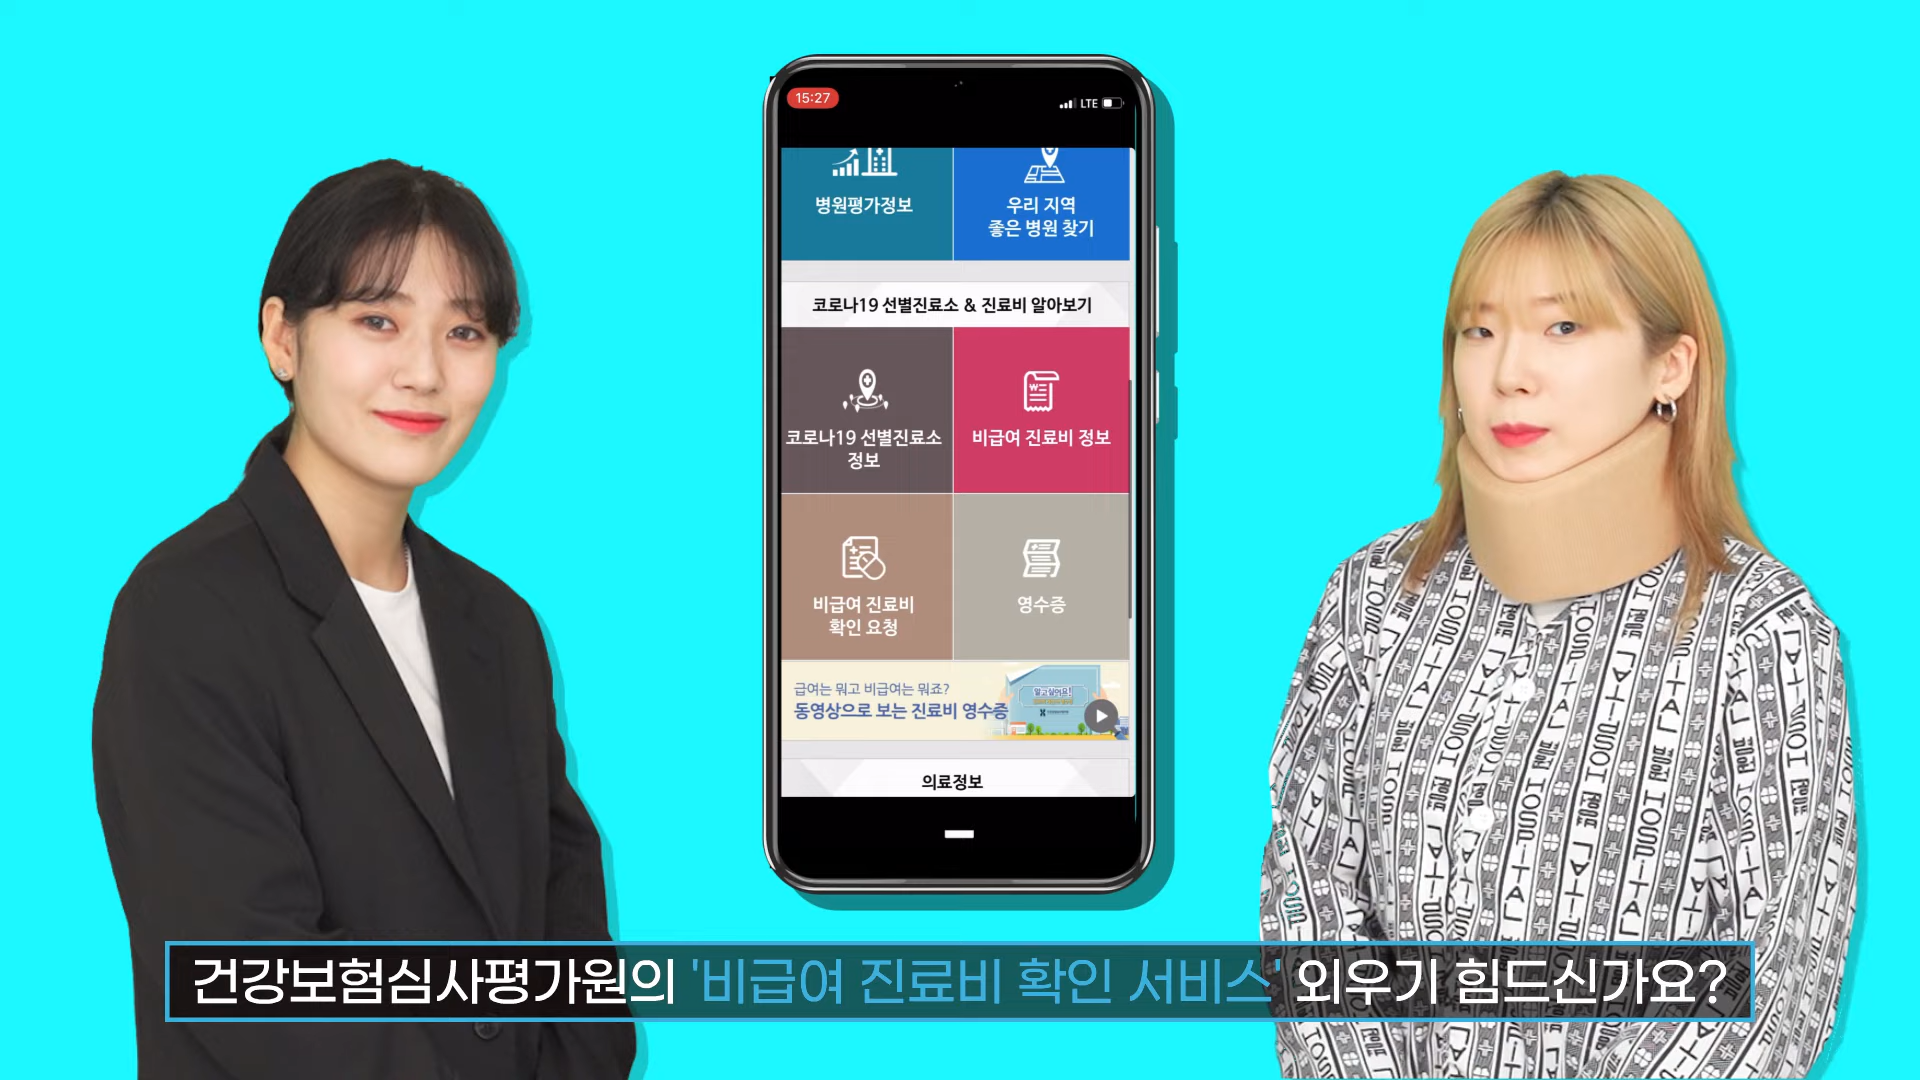 15:27
LTE
병원평가정보
우리 지역
좋은 병원 찾기
코로나19 선별진료소 & 진료비 알아보기
코로나19 선별진료소
정보
비급여 진료비 정보
비급여 진료비
확인 요청
영수증
급여는 뭐고 비급여는 뭐죠?
동영상으로 보는 진료비 영수증
알고싶어요!
의료정보
HOSPITAL
건강보험심사평가원의 '비급여 진료비 확인 서비스' 외우기 힘드신가요?